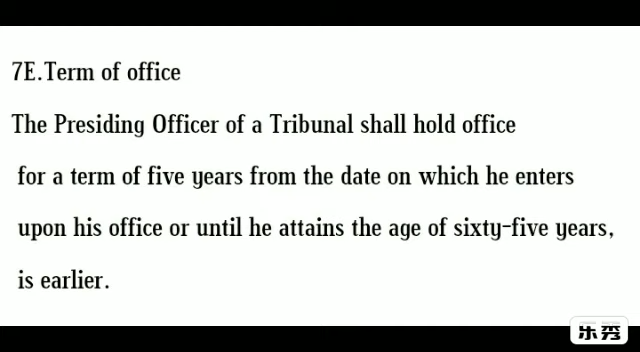 7E.Term of office
The Presiding Officer of a Tribunal shall hold office
for a term of five years from the date on which he enters
upon his office or until he attains the age of sixty-five years,
is earlier.
乐秀